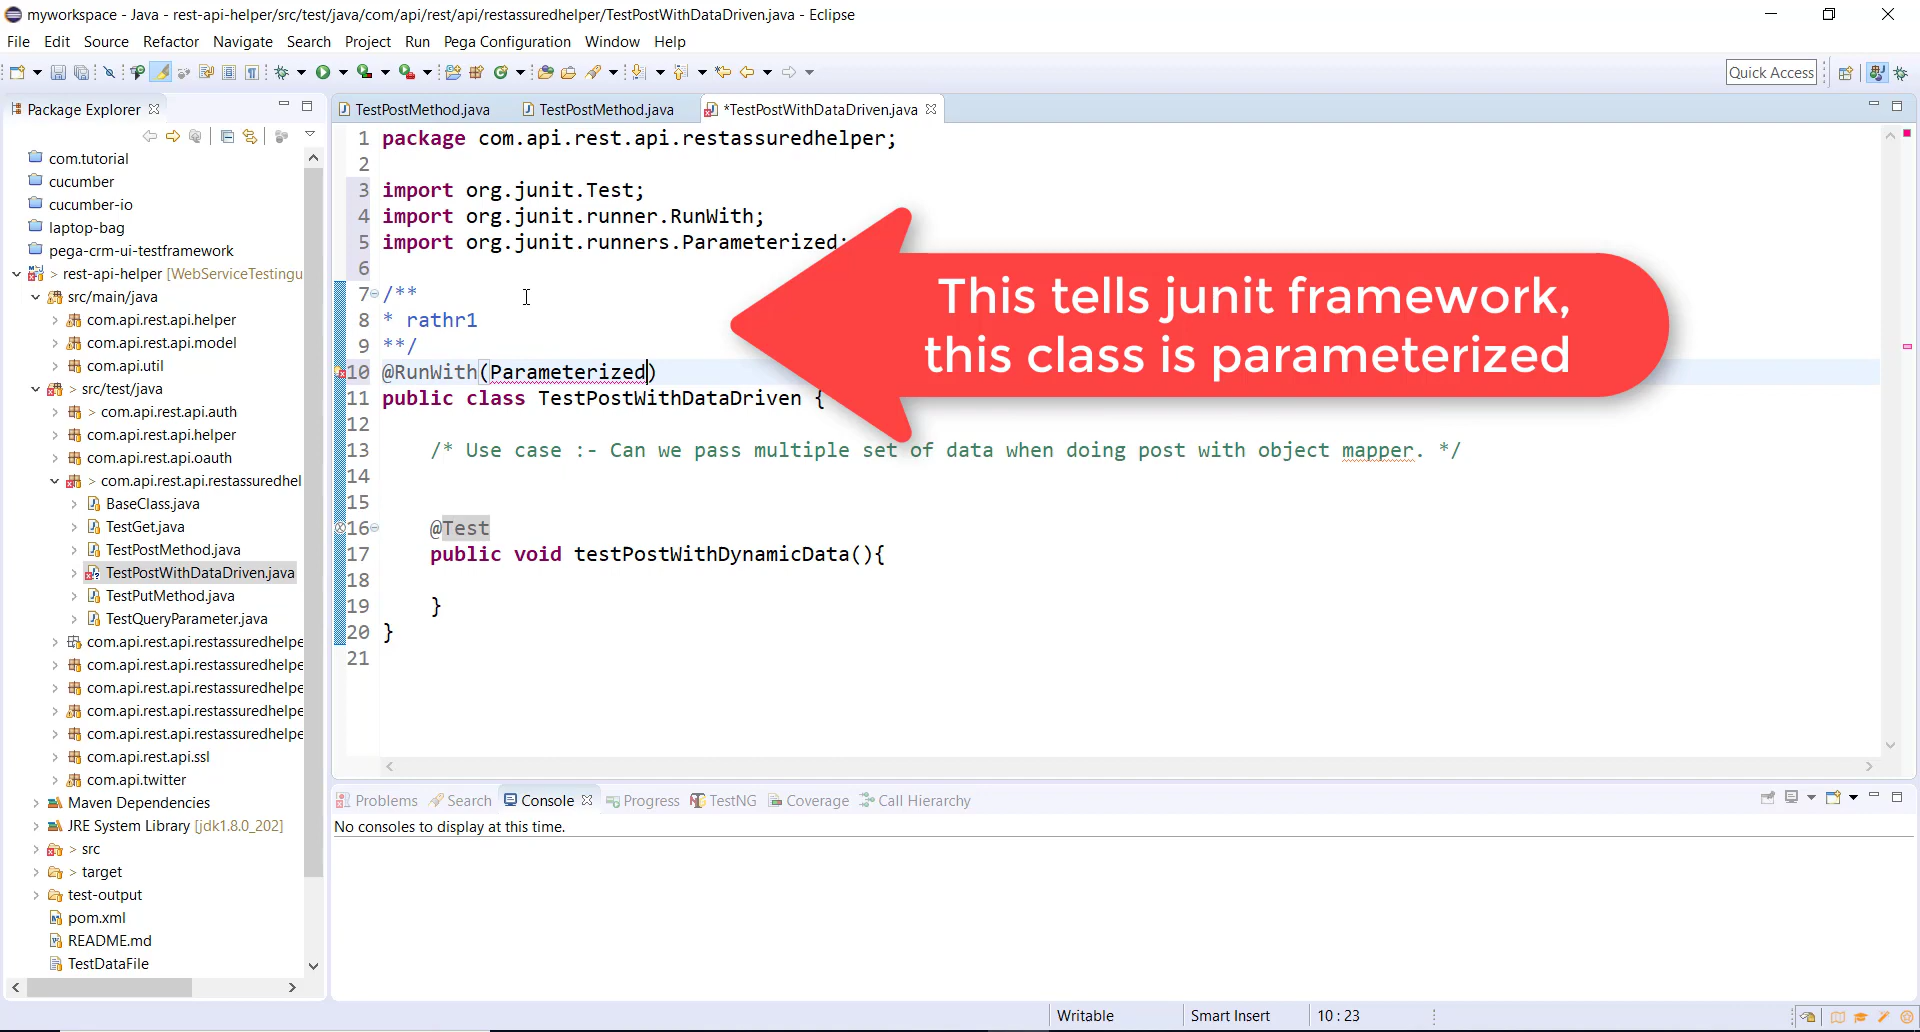 myworkspace - Java - rest-api-helper/src/test/java/com/api/rest/api/restassuredhelper/TestPostWithDataDriven.java - Eclipse
File Edit Source Refactor Navigate Search Project Run Pega Configuration Window Help
Quick Access
Package Explorer
com.tutorial
cucumber
cucumber-io
laptop-bag
pega-crm-ui-testframework
> rest-api-helper [WebServiceTestingu
src/main/java
com.api.rest.api.helper
com.api.rest.api.model
com.api.util
> src/test/java
> com.api.rest.api.auth
> com.api.rest.api.helper
com.api.rest.api.oauth
> com.api.rest.api.restassuredhel
BaseClass.java
TestGet.java
TestPostMethod.java
TestPostWithDataDriven.java
TestPutMethod.java
TestQueryParameter.java
com.api.rest.api.restassuredhelpe
com.api.rest.api.restassuredhelpe
com.api.rest.api.restassuredhelpe
com.api.rest.api.restassuredhelpe
com.api.rest.api.restassuredhelpe
com.api.rest.api.ssl
com.api.twitter
Maven Dependencies
JRE System Library [jdk1.8.0_202]
> src
> target
test-output
pom.xml
README.md
TestDataFile
TestPostMethod.java TestPostMethod.java *TestPostWithDataDriven.java
1 package com.api.rest.api.restassuredhelper;
2
3 import org.junit.Test;
4 import org.junit.runner.RunWith;
5 import org.junit.runners.Parameterized;
6
7 /**
8 * rathr1
9 **/
10 @RunWith(Parameterized)
11 public class TestPostWithDataDriven {
12
13 /* Use case :- Can we pass multiple set of data when doing post with object mapper. */
14
15
16 @Test
17 public void testPostWithDynamicData(){
18
19 }
20 }
21
This tells junit framework,
this class is parameterized
Problems Search Console Progress TestNG Coverage Call Hierarchy
No consoles to display at this time.
Writable Smart Insert 10 : 23